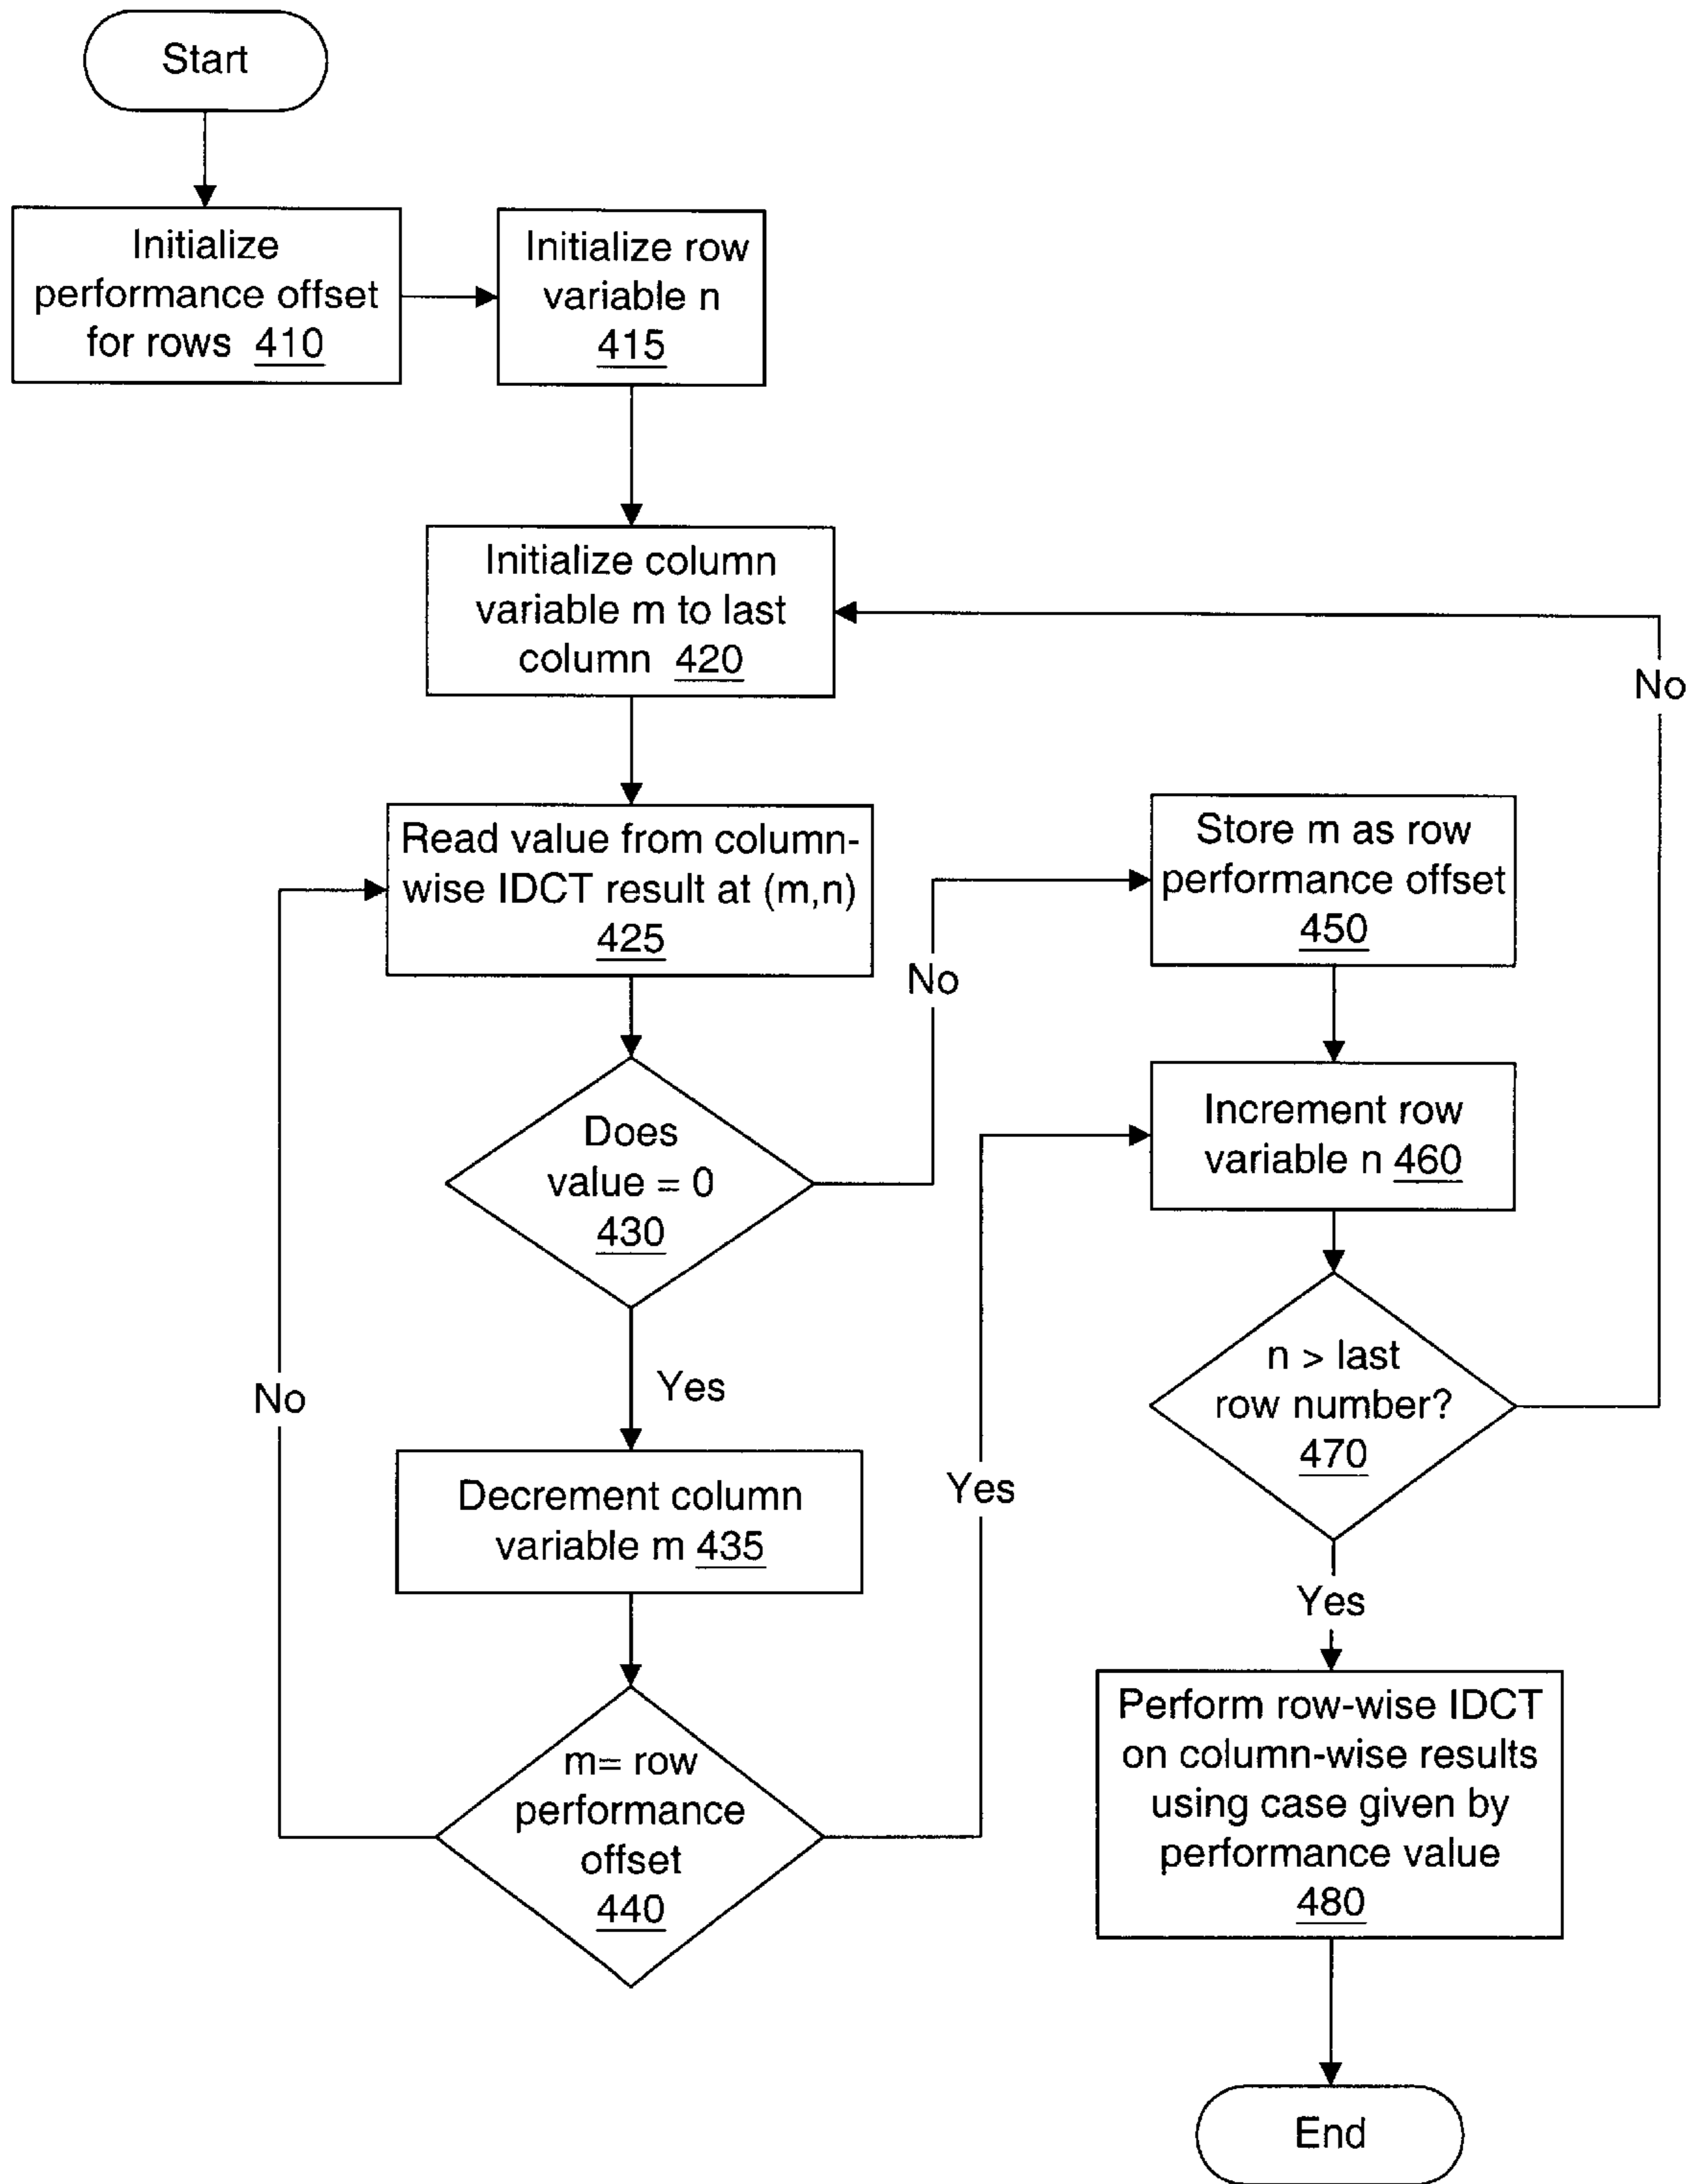 Start
Initialize
performance offset
for rows 410
Initialize row
variable n
415
Initialize column
variable m to last
column 420
No
Read value from column-
wise IDCT result at (m,n)
425
Store m as row
performance offset
450
No
Does
value = 0
430
Increment row
variable n 460
Yes
No
n > last
row number?
470
Decrement column
variable m 435
Yes
Yes
m= row
performance
offset
440
Perform row-wise IDCT
on column-wise results
using case given by
performance value
480
End